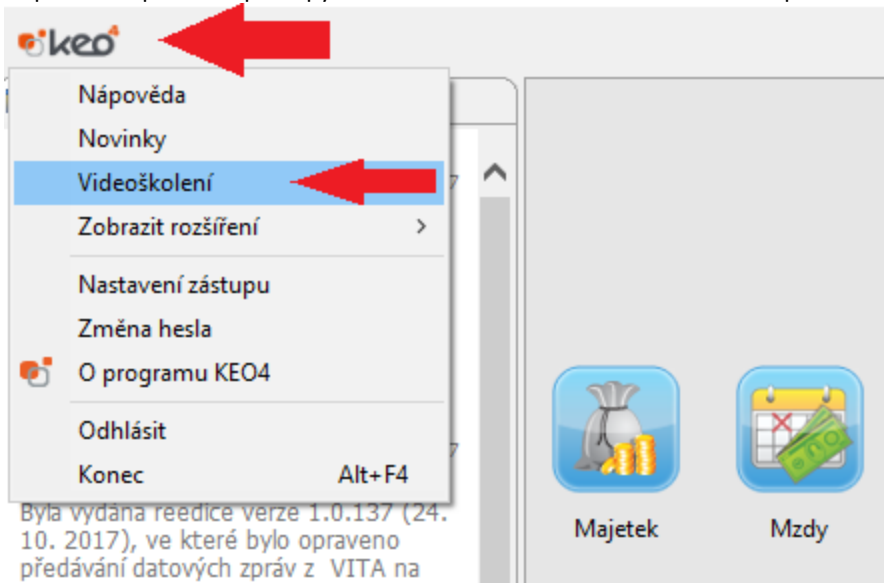 keo4
Nápověda
Novinky
Videoškolení
Zobrazit rozšíření
Nastavení zástupu
Změna hesla
O programu KEO4
Odhlásit
Konec Alt+F4
Byla vydána reedice verze 1.0.137 (24.
10. 2017), ve které bylo opraveno
předávání datových zpráv z VITA na
Majetek
Mzdy